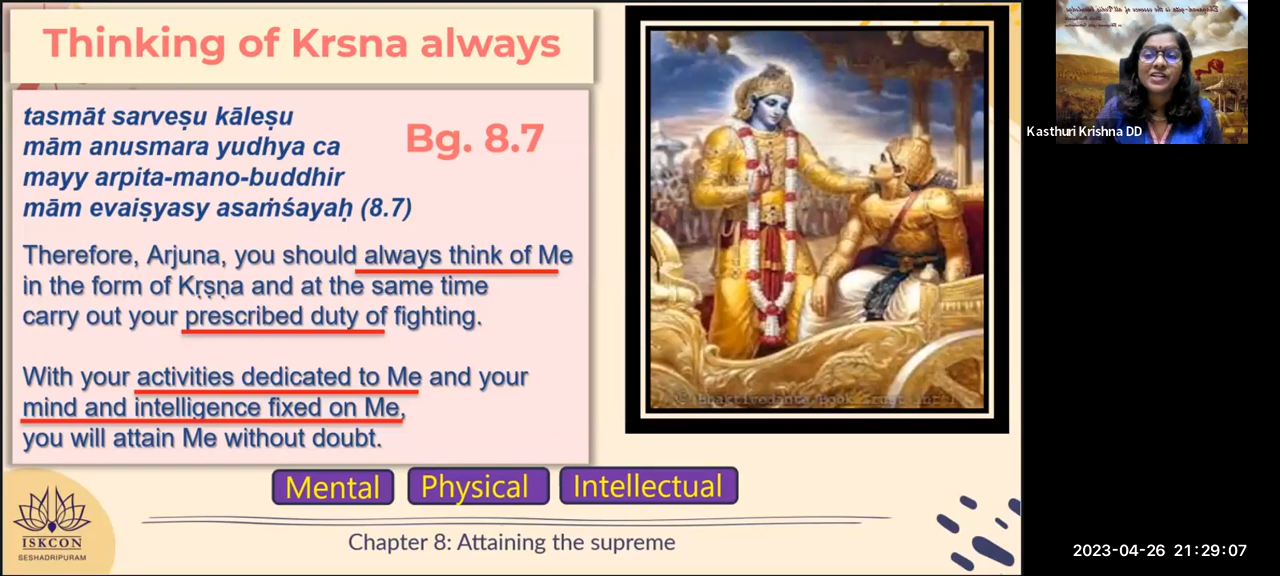 Thinking of Krsna always
tasmāt sarveṣu kāleṣu
mām anusmara yudhya ca
mayy arpita-mano-buddhir
mām evaiṣyasy asaṁśayaḥ (8.7)
Bg. 8.7
Therefore, Arjuna, you should always think of Me
in the form of Kṛṣṇa and at the same time
carry out your prescribed duty of fighting.
With your activities dedicated to Me and your
mind and intelligence fixed on Me,
you will attain Me without doubt.
Mental
Physical
Intellectual
ISKCON
SESHADRIPURAM
Chapter 8: Attaining the supreme
Kasthuri Krishna DD
2023-04-26 21:29:07